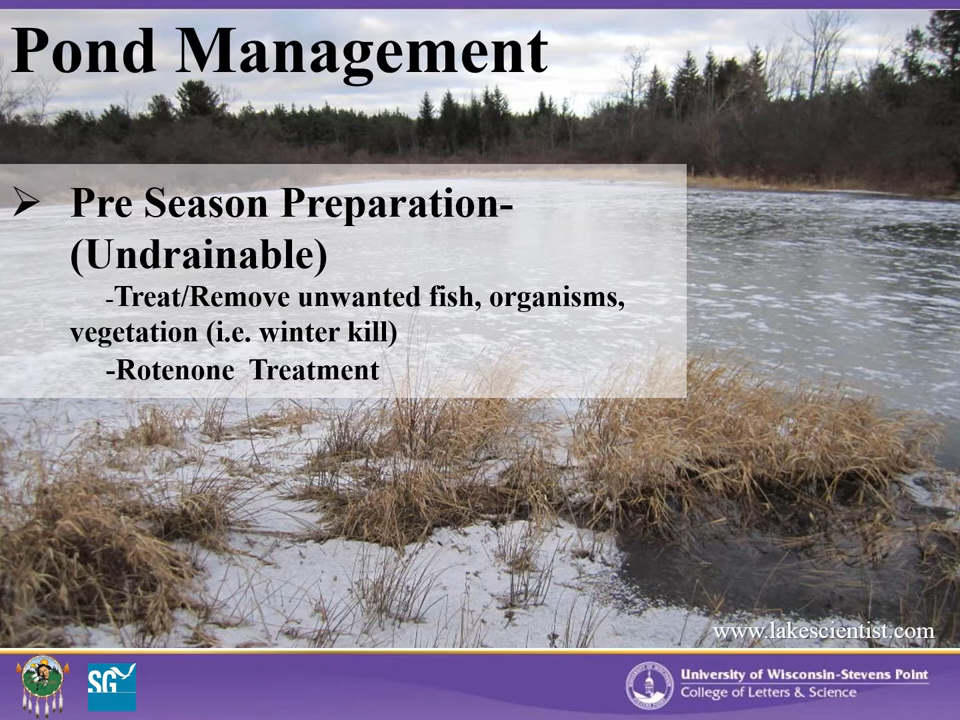 Pond Management
➢ Pre Season Preparation-
(Undrainable)
-Treat/Remove unwanted fish, organisms,
vegetation (i.e. winter kill)
-Rotenone Treatment
www.lakescientist.com
SG
University of Wisconsin-Stevens Point
College of Letters & Science